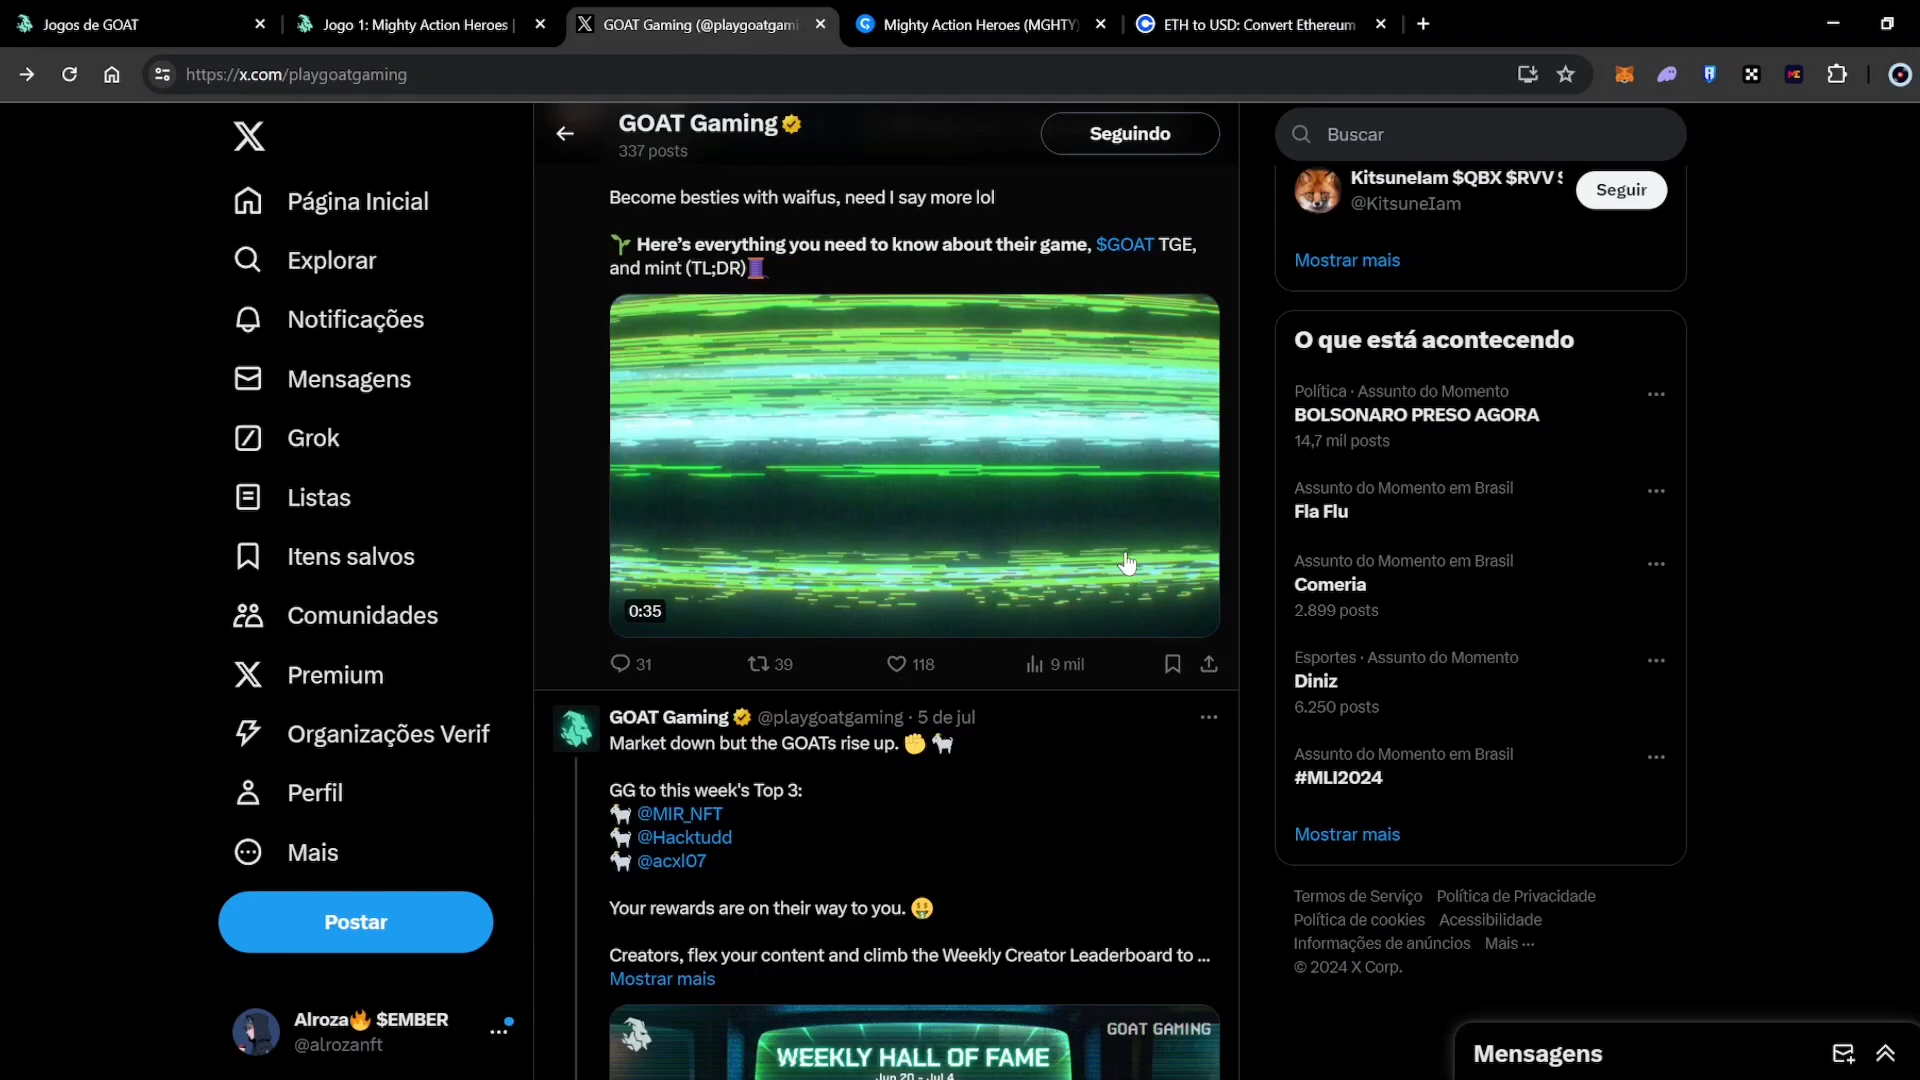 Jogos de GOAT
Jogo 1: Mighty Action Heroes |
GOAT Gaming (@playgoatgami
Mighty Action Heroes (MGHTY)
ETH to USD: Convert Ethereum
https://x.com/playgoatgaming
Página Inicial
Explorar
Notificações
Mensagens
Grok
Listas
Itens salvos
Comunidades
Premium
Organizações Verif
Perfil
Mais
Postar
Alroza🔥 $EMBER
@alrozanft
GOAT Gaming
337 posts
Seguindo
Become besties with waifus, need I say more lol
🌱 Here’s everything you need to know about their game, $GOAT TGE,
and mint (TL;DR)🧵
0:35
31 39 118 9 mil
GOAT Gaming @playgoatgaming · 5 de jul
Market down but the GOATs rise up. ✊ 🐐
GG to this week's Top 3:
🐐 @MIR_NFT
🐐 @Hacktudd
🐐 @acxl07
Your rewards are on their way to you. 🤑
Creators, flex your content and climb the Weekly Creator Leaderboard to ...
Mostrar mais
GOAT GAMING
WEEKLY HALL OF FAME
Jun 20 - Jul 4
Buscar
KitsuneIam $QBX $RVV
@KitsuneIam
Seguir
Mostrar mais
O que está acontecendo
Política · Assunto do Momento
BOLSONARO PRESO AGORA
14,7 mil posts
Assunto do Momento em Brasil
Fla Flu
Assunto do Momento em Brasil
Comeria
2.899 posts
Esportes · Assunto do Momento
Diniz
6.250 posts
Assunto do Momento em Brasil
#MLI2024
Mostrar mais
Termos de Serviço Política de Privacidade
Política de cookies Acessibilidade
Informações de anúncios Mais ···
© 2024 X Corp.
Mensagens